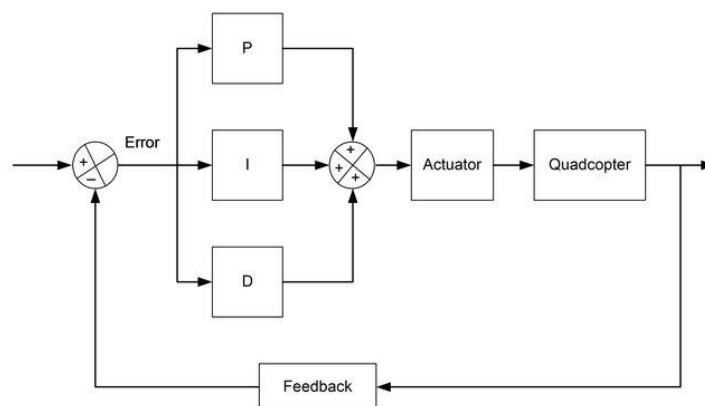 P
Error
+
−
I
+
+
+
Actuator
Quadcopter
D
Feedback